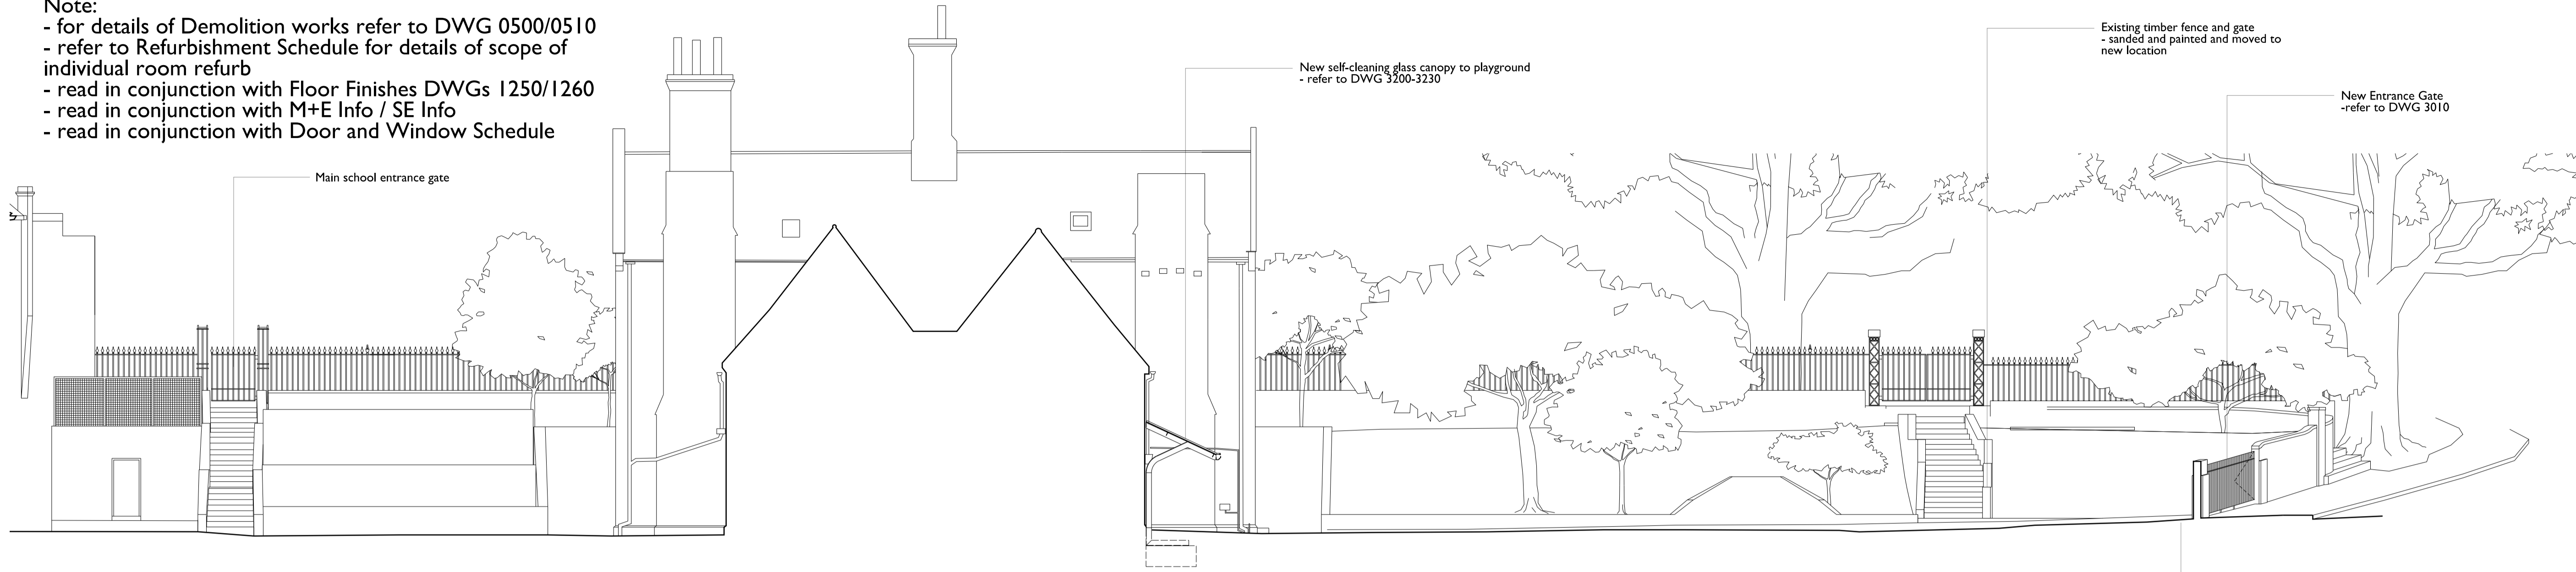 Note:
- for details of Demolition works refer to DWG 0500/0510
- refer to Refurbishment Schedule for details of scope of
individual room refurb
- read in conjunction with Floor Finishes DWGs 1250/1260
- read in conjunction with M+E Info / SE Info
- read in conjunction with Door and Window Schedule
Main school entrance gate
New self-cleaning glass canopy to playground
- refer to DWG 3200-3230
Existing timber fence and gate
- sanded and painted and moved to
new location
New Entrance Gate
-refer to DWG 3010